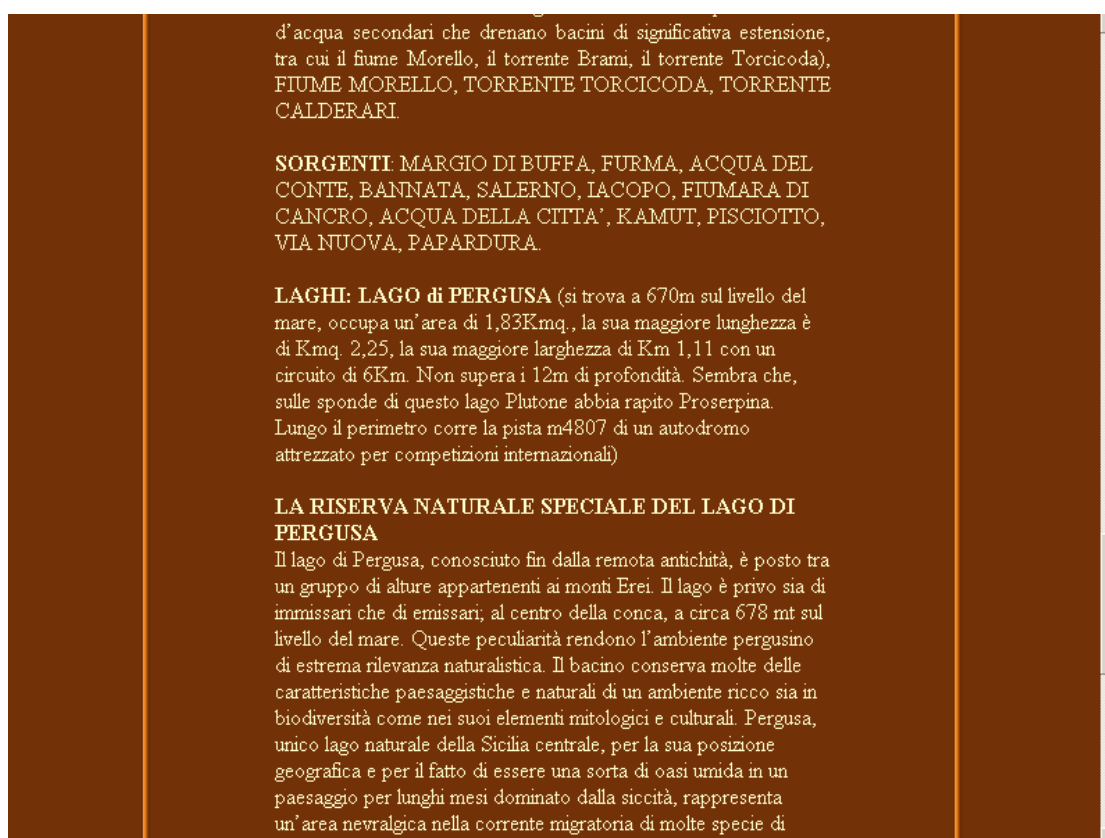 d'acqua secondari che drenano bacini di significativa estensione,
tra cui il fiume Morello, il torrente Brami, il torrente Torcicoda),
FIUME MORELLO, TORRENTE TORCICODA, TORRENTE
CALDERARI.
SORGENTI: MARGIO DI BUFFA, FURMA, ACQUA DEL
CONTE, BANNATA, SALERNO, IACOPO, FIUMARA DI
CANCRO, ACQUA DELLA CITTA', KAMUT, PISCIOTTO,
VIA NUOVA, PAPARDURA.
LAGHI: LAGO di PERGUSA (si trova a 670m sul livello del
mare, occupa un'area di 1,83Kmq., la sua maggiore lunghezza è
di Kmq. 2,25, la sua maggiore larghezza di Km 1,11 con un
circuito di 6Km. Non supera i 12m di profondità. Sembra che,
sulle sponde di questo lago Plutone abbia rapito Proserpina.
Lungo il perimetro corre la pista m4807 di un autodromo
attrezzato per competizioni internazionali)
LA RISERVA NATURALE SPECIALE DEL LAGO DI
PERGUSA
Il lago di Pergusa, conosciuto fin dalla remota antichità, è posto tra
un gruppo di alture appartenenti ai monti Erei. Il lago è privo sia di
immissari che di emissari; al centro della conca, a circa 678 mt sul
livello del mare. Queste peculiarità rendono l'ambiente pergusino
di estrema rilevanza naturalistica. Il bacino conserva molte delle
caratteristiche paesaggistiche e naturali di un ambiente ricco sia in
biodiversità come nei suoi elementi mitologici e culturali. Pergusa,
unico lago naturale della Sicilia centrale, per la sua posizione
geografica e per il fatto di essere una sorta di oasi umida in un
paesaggio per lunghi mesi dominato dalla siccità, rappresenta
un'area nevralgica nella corrente migratoria di molte specie di